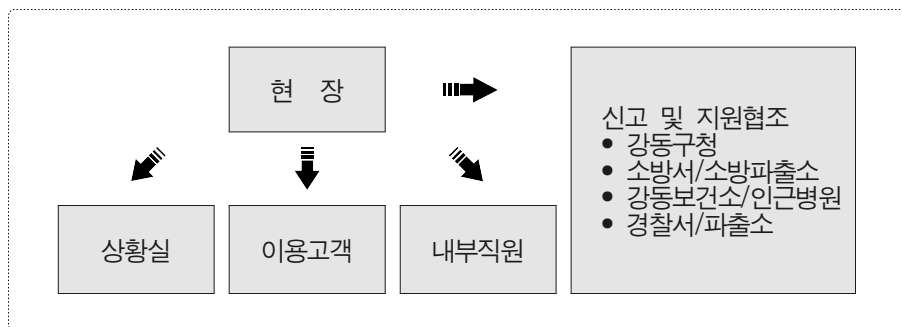 현 장
신고 및 지원협조
• 강동구청
• 소방서/소방파출소
• 강동보건소/인근병원
• 경찰서/파출소
상황실
이용고객
내부직원